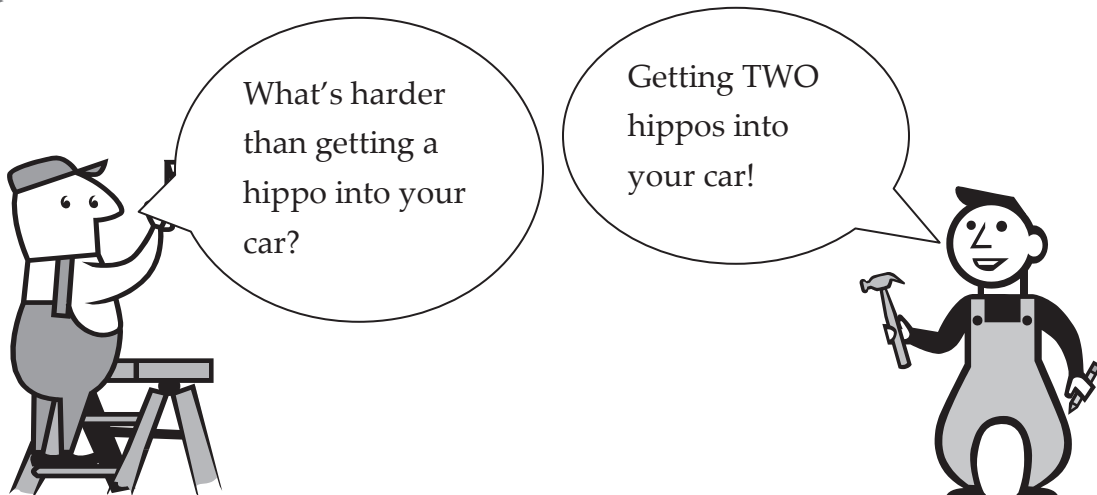 What’s harder
than getting a
hippo into your
car?
Getting TWO
hippos into
your car!